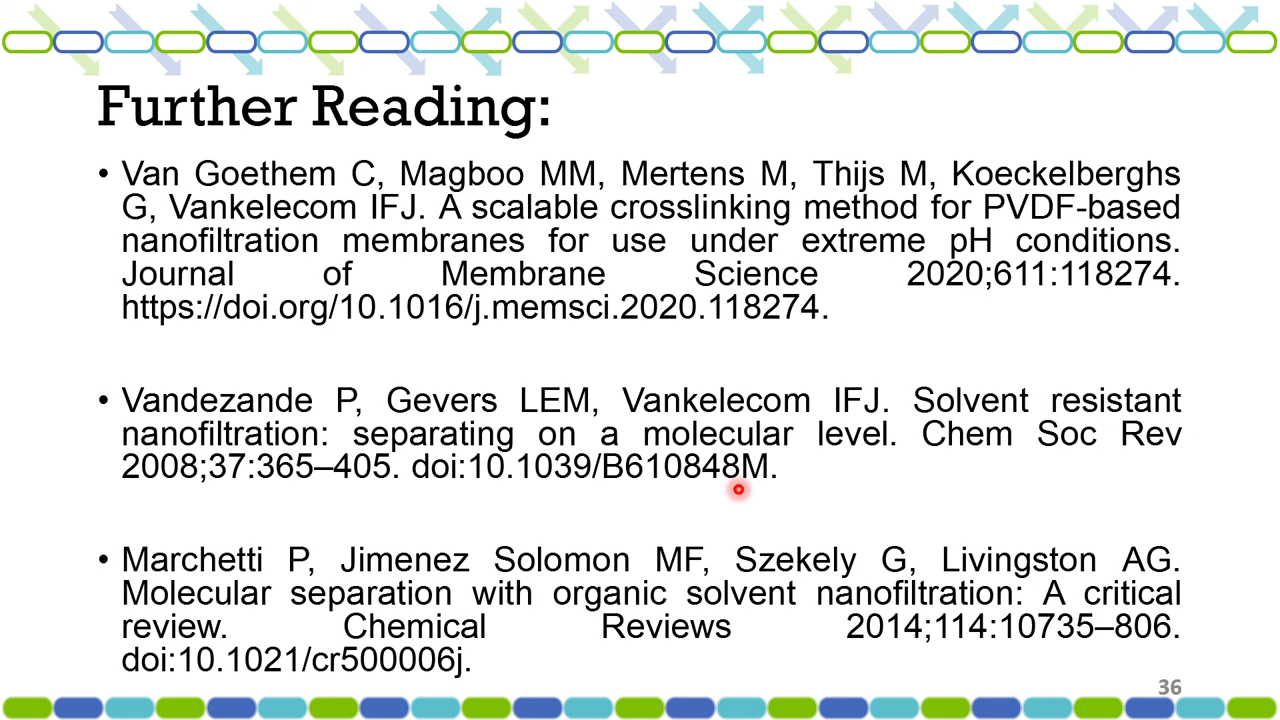 Further Reading:
• Van Goethem C, Magboo MM, Mertens M, Thijs M, Koeckelberghs
G, Vankelecom IFJ. A scalable crosslinking method for PVDF-based
nanofiltration membranes for use under extreme pH conditions.
Journal of Membrane Science 2020;611:118274.
https://doi.org/10.1016/j.memsci.2020.118274.
• Vandezande P, Gevers LEM, Vankelecom IFJ. Solvent resistant
nanofiltration: separating on a molecular level. Chem Soc Rev
2008;37:365–405. doi:10.1039/B610848M.
• Marchetti P, Jimenez Solomon MF, Szekely G, Livingston AG.
Molecular separation with organic solvent nanofiltration: A critical
review. Chemical Reviews 2014;114:10735–806.
doi:10.1021/cr500006j.
36